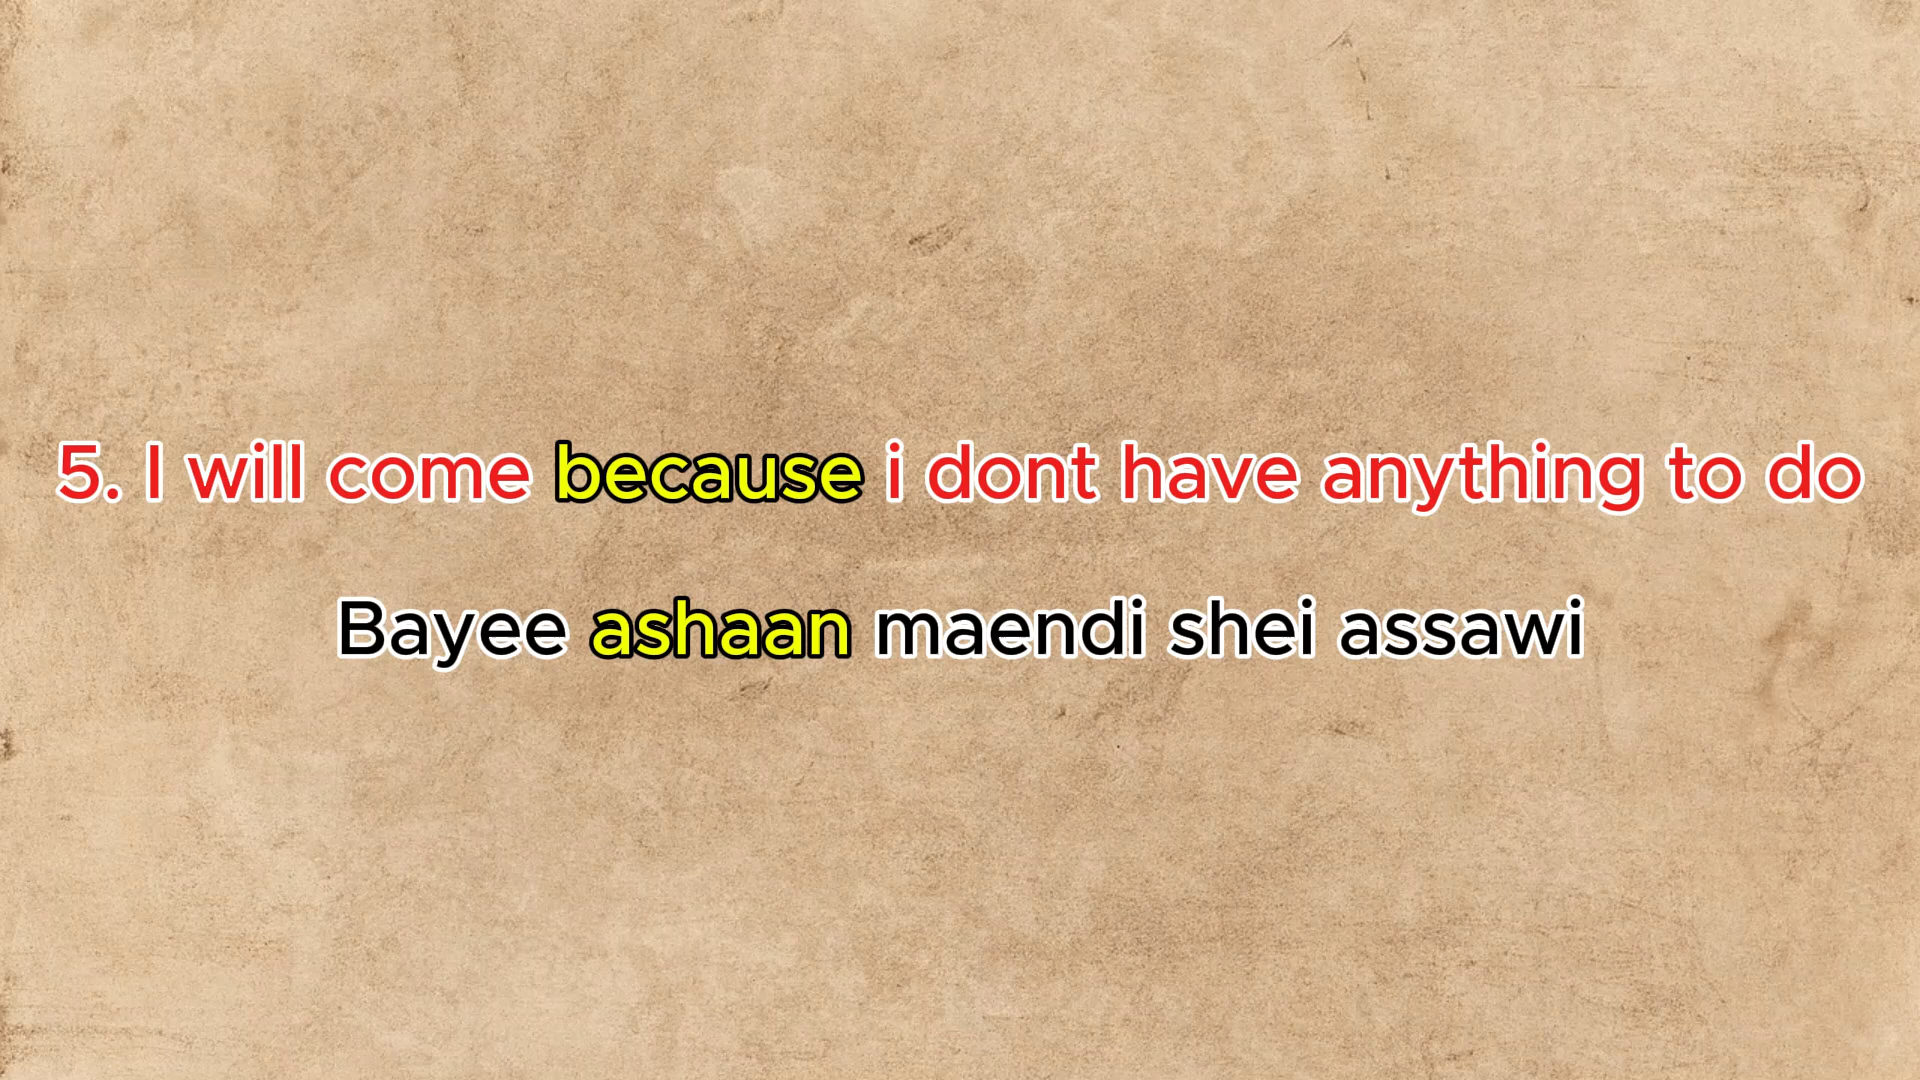 5. I will come because i dont have anything to do
Bayee ashaan maendi shei assawi